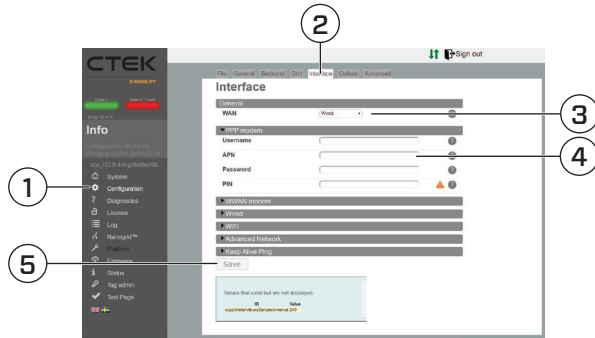 2
CTEK
E-MOBILITY
Sign out
File General Backend Grid Interface Outlets Advanced
Interface
General
WAN Wired
3
PPP modem
Username
APN
4
Password
PIN
WWAN modem
Wired
WiFi
Advanced Network
Keep Alive Ping
5
Save
Values that exist but are not displayed.
ID Value
Info
1
System
Configuration
Diagnostics
License
Log
Nanogrid™
Platform
Firmware
Status
Tag admin
Test Page